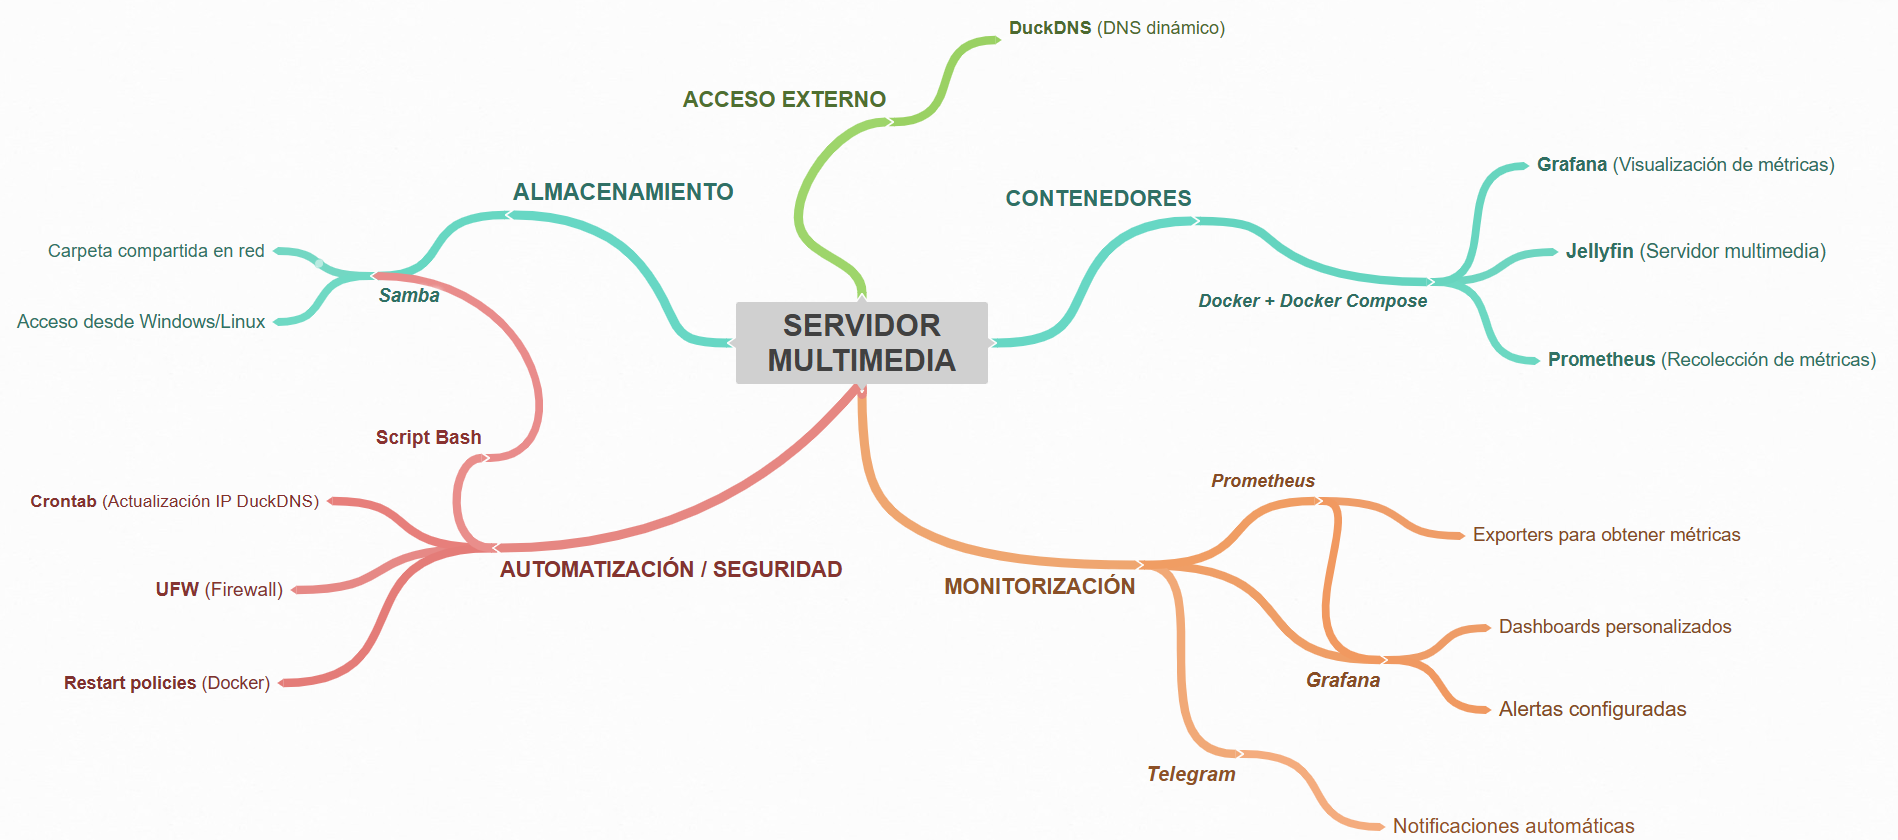 DuckDNS (DNS dinámico)
ACCESO EXTERNO
ALMACENAMIENTO
Carpeta compartida en red
Samba
Acceso desde Windows/Linux
CONTENEDORES
Docker + Docker Compose
Grafana (Visualización de métricas)
Jellyfin (Servidor multimedia)
Prometheus (Recolección de métricas)
SERVIDOR
MULTIMEDIA
Script Bash
Crontab (Actualización IP DuckDNS)
UFW (Firewall)
Restart policies (Docker)
AUTOMATIZACIÓN / SEGURIDAD
MONITORIZACIÓN
Prometheus
Exporters para obtener métricas
Grafana
Dashboards personalizados
Alertas configuradas
Telegram
Notificaciones automáticas